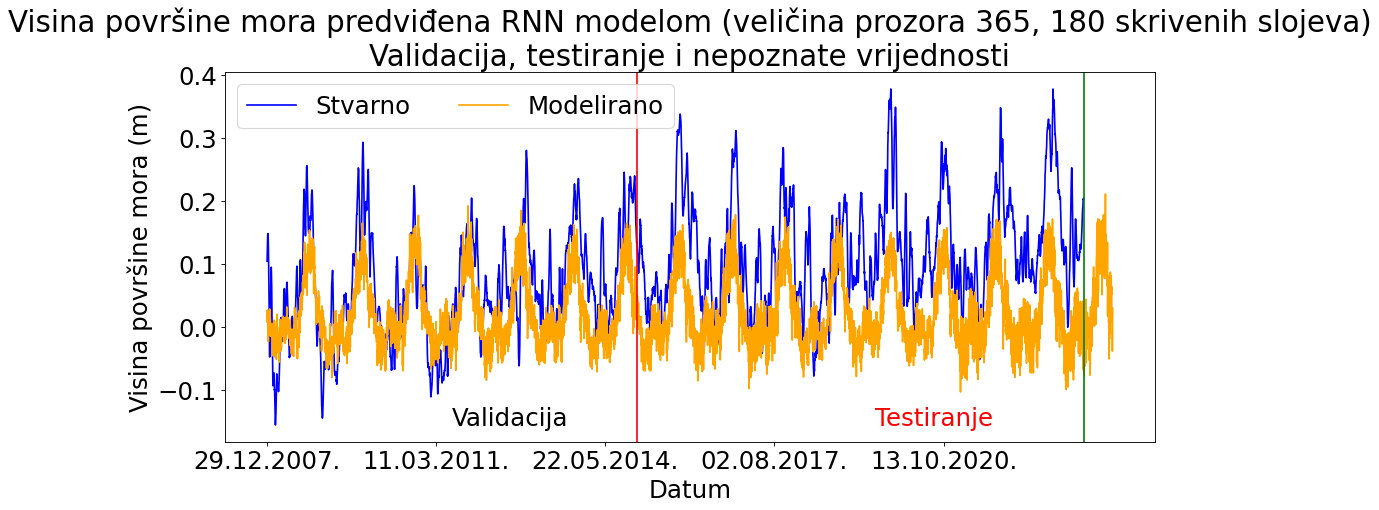 Visina površine mora predviđena RNN modelom (veličina prozora 365, 180 skrivenih slojeva)
Validacija, testiranje i nepoznate vrijednosti
Stvarno Modelirano
Visina površine mora (m)
0.4
0.3
0.2
0.1
0.0
−0.1
Validacija
Testiranje
29.12.2007. 11.03.2011. 22.05.2014. 02.08.2017. 13.10.2020.
Datum